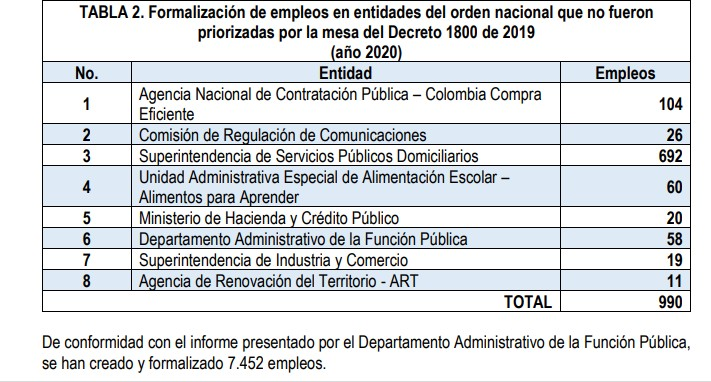 TABLA 2. Formalización de empleos en entidades del orden nacional que no fueron
priorizadas por la mesa del Decreto 1800 de 2019
(año 2020)
No. Entidad Empleos
1 Agencia Nacional de Contratación Pública – Colombia Compra
Eficiente 104
2 Comisión de Regulación de Comunicaciones 26
3 Superintendencia de Servicios Públicos Domiciliarios 692
4 Unidad Administrativa Especial de Alimentación Escolar –
Alimentos para Aprender 60
5 Ministerio de Hacienda y Crédito Público 20
6 Departamento Administrativo de la Función Pública 58
7 Superintendencia de Industria y Comercio 19
8 Agencia de Renovación del Territorio - ART 11
TOTAL 990
De conformidad con el informe presentado por el Departamento Administrativo de la Función Pública,
se han creado y formalizado 7.452 empleos.